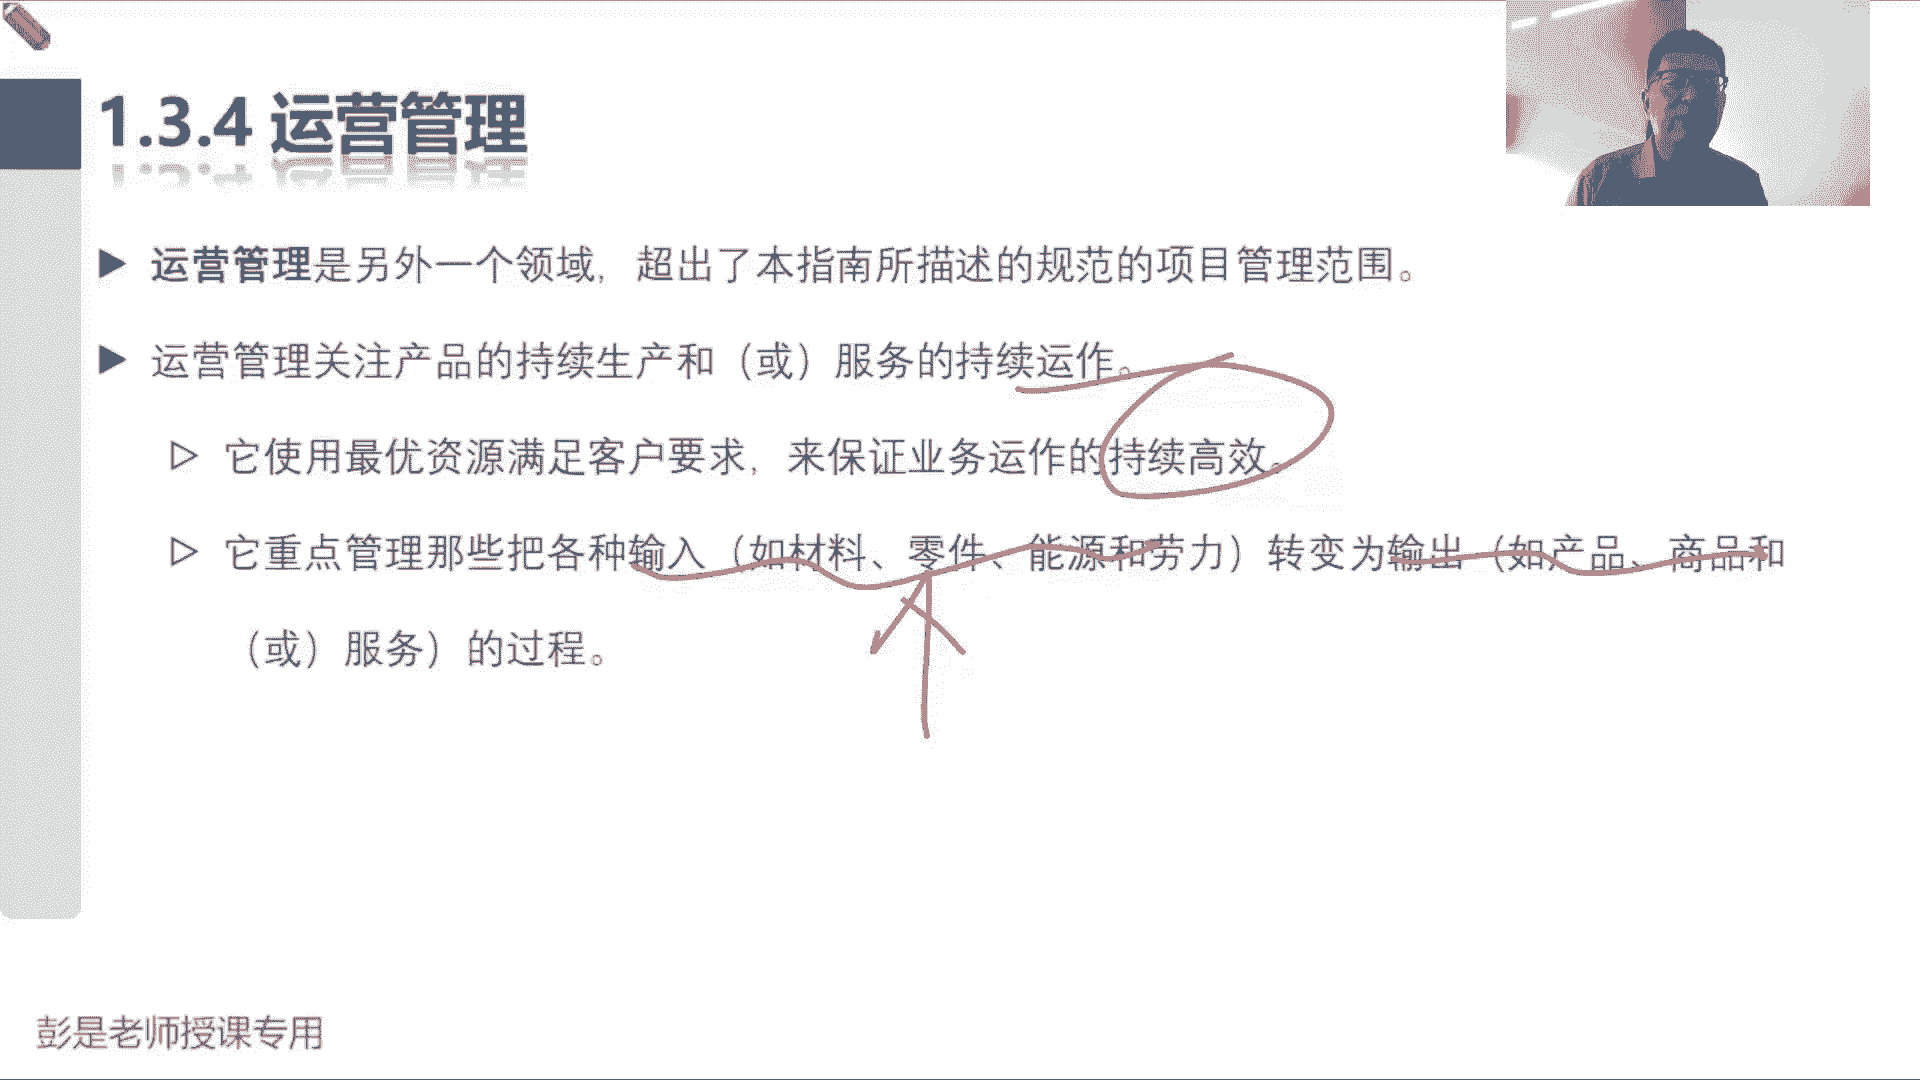 1.3.4 运营管理
运营管理是另外一个领域，超出了本指南所描述的规范的项目管理范围。
运营管理关注产品的持续生产和（或）服务的持续运作。
它使用最优资源满足客户要求，来保证业务运作的持续高效。
它重点管理那些把各种输入（如材料、零件、能源和劳力）转变为输出（如产品、商品和
（或）服务）的过程。
彭是老师授课专用